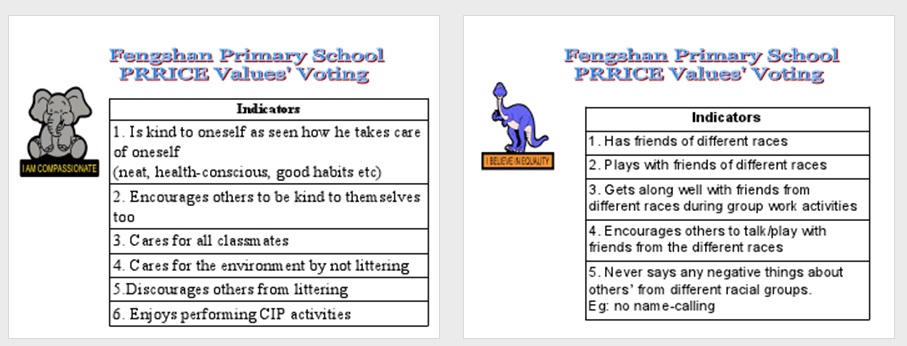 Fengshan Primary School
PRRICE Values' Voting
I AM COMPASSIONATE
Indicators
1. Is kind to oneself as seen how he takes care
of oneself
(neat, health-conscious, good habits etc)
2. Encourages others to be kind to themselves
too
3. Cares for all classmates
4. Cares for the environment by not littering
5.Discourages others from littering
6. Enjoys performing CIP activities
Fengshan Primary School
PRRICE Values' Voting
I BELIEVE IN EQUALITY
Indicators
1. Has friends of different races
2. Plays with friends of different races
3. Gets along well with friends from
different races during group work activities
4. Encourages others to talk/play with
friends from the different races
5. Never says any negative things about
others’ from different racial groups.
Eg: no name-calling